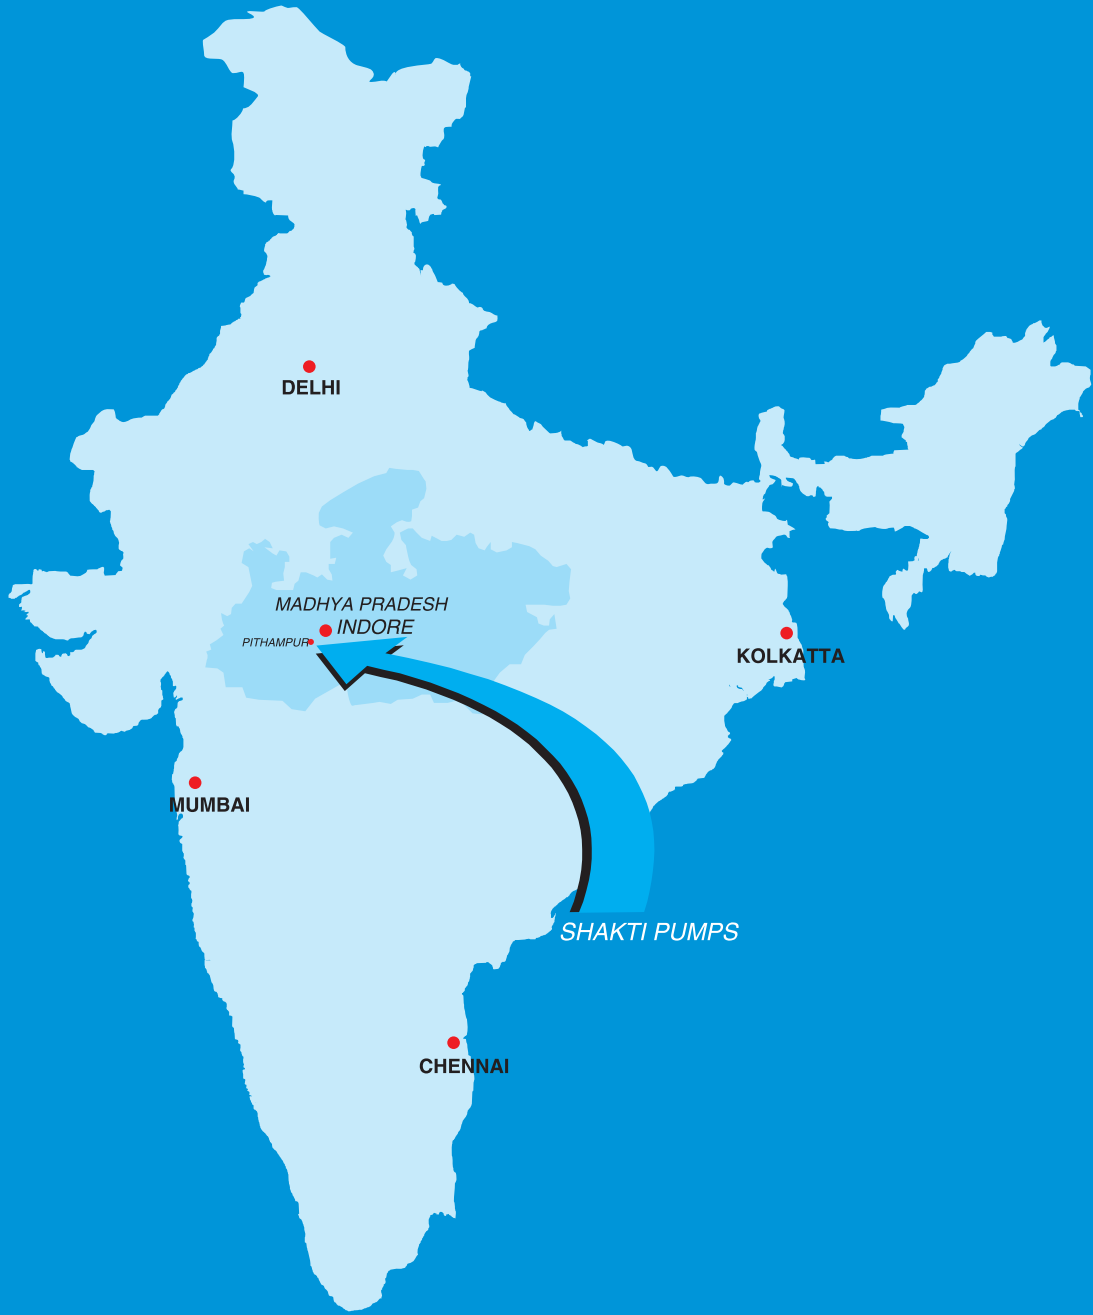 DELHI
MADHYA PRADESH
INDORE
PITHAMPUR
KOLKATTA
MUMBAI
SHAKTI PUMPS
CHENNAI